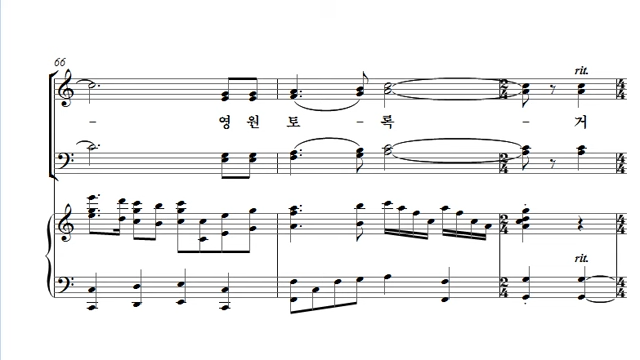 66
rit.
- 영 원 토 - 록 - 거
rit.